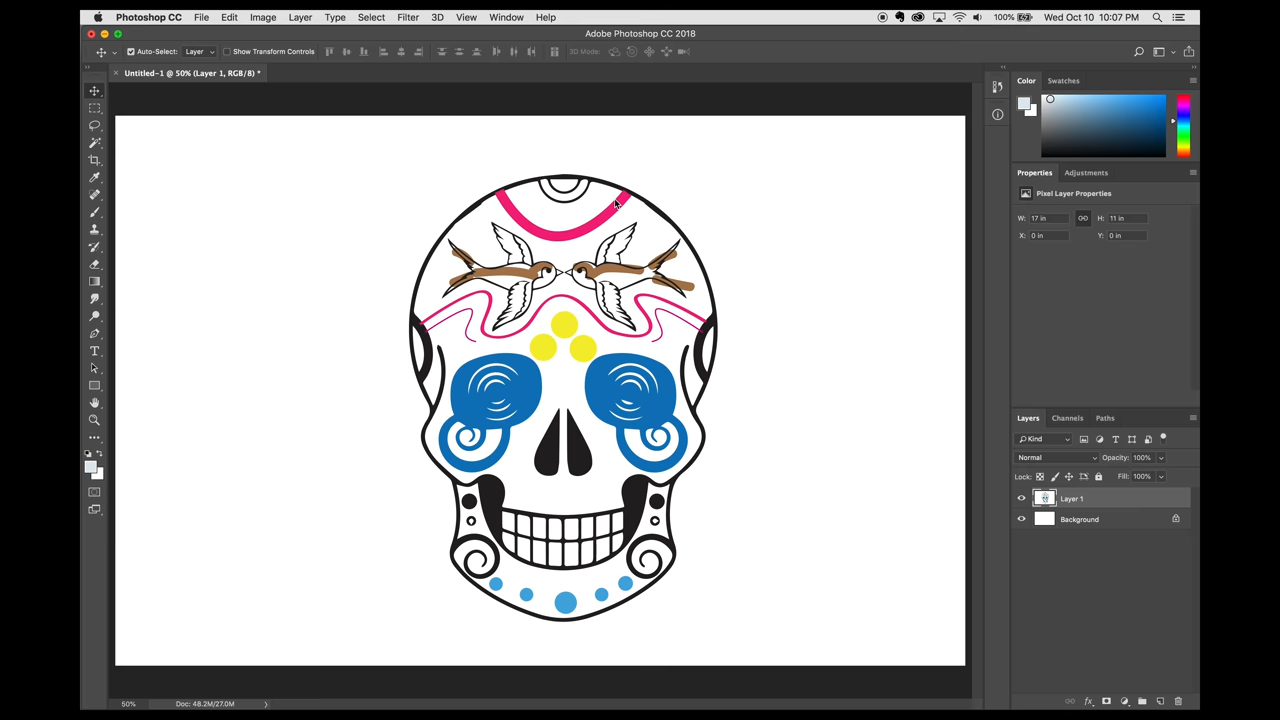 Photoshop CC File Edit Image Layer Type Select Filter 3D View Window Help 100% Wed Oct 10 10:07 PM
Adobe Photoshop CC 2018
Auto-Select: Layer Show Transform Controls 3D Mode:
Untitled-1 @ 50% (Layer 1, RGB/8) *
Color Swatches
Properties Adjustments
Pixel Layer Properties
W: 17 in H: 11 in
X: 0 in Y: 0 in
Layers Channels Paths
Kind
Normal Opacity: 100%
Lock: Fill: 100%
Layer 1
Background
50% Doc: 48.2M/27.0M
fx